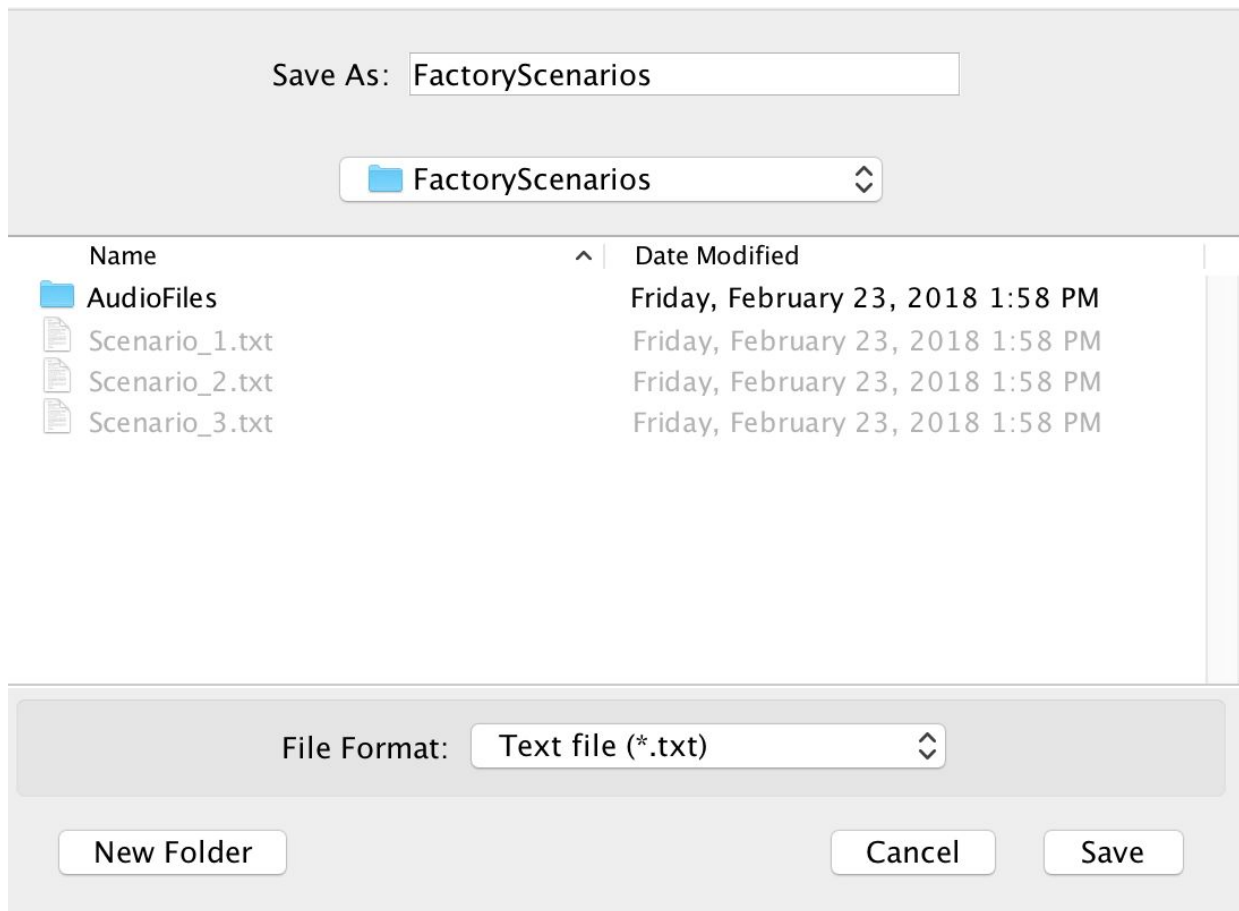 Save As: FactoryScenarios
FactoryScenarios
Name Date Modified
AudioFiles Friday, February 23, 2018 1:58 PM
Scenario_1.txt Friday, February 23, 2018 1:58 PM
Scenario_2.txt Friday, February 23, 2018 1:58 PM
Scenario_3.txt Friday, February 23, 2018 1:58 PM
File Format: Text file (*.txt)
New Folder Cancel Save